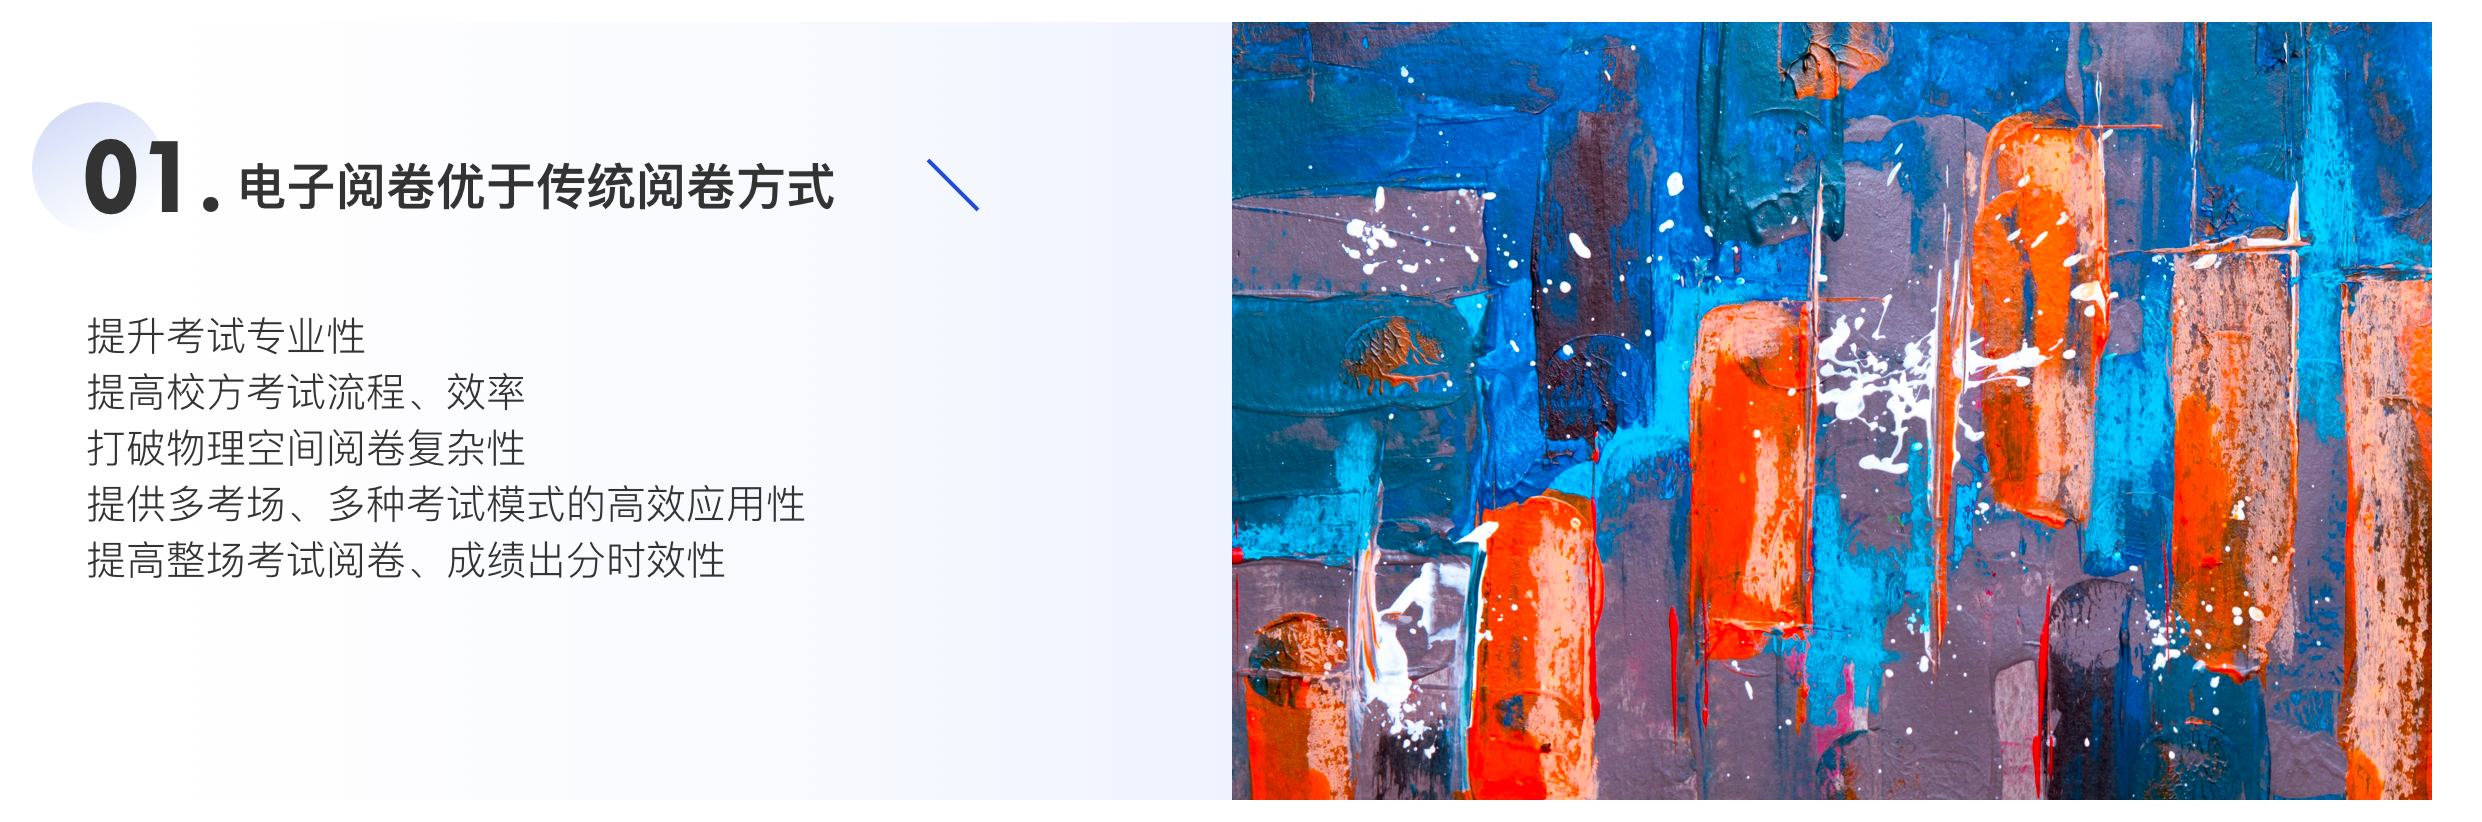 01. 电子阅卷优于传统阅卷方式
提升考试专业性
提高校方考试流程、效率
打破物理空间阅卷复杂性
提供多考场、多种考试模式的高效应用性
提高整场考试阅卷、成绩出分时效性